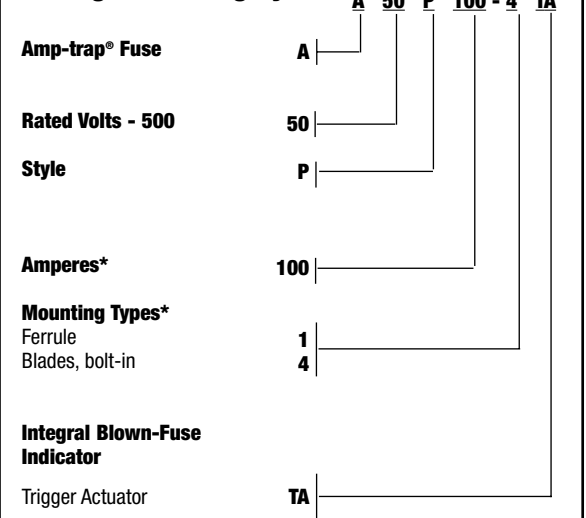 A 50 P 100 - 4 TA
Amp-trap® Fuse A
Rated Volts - 500 50
Style P
Amperes* 100
Mounting Types*
Ferrule 1
Blades, bolt-in 4
Integral Blown-Fuse
Indicator
Trigger Actuator TA